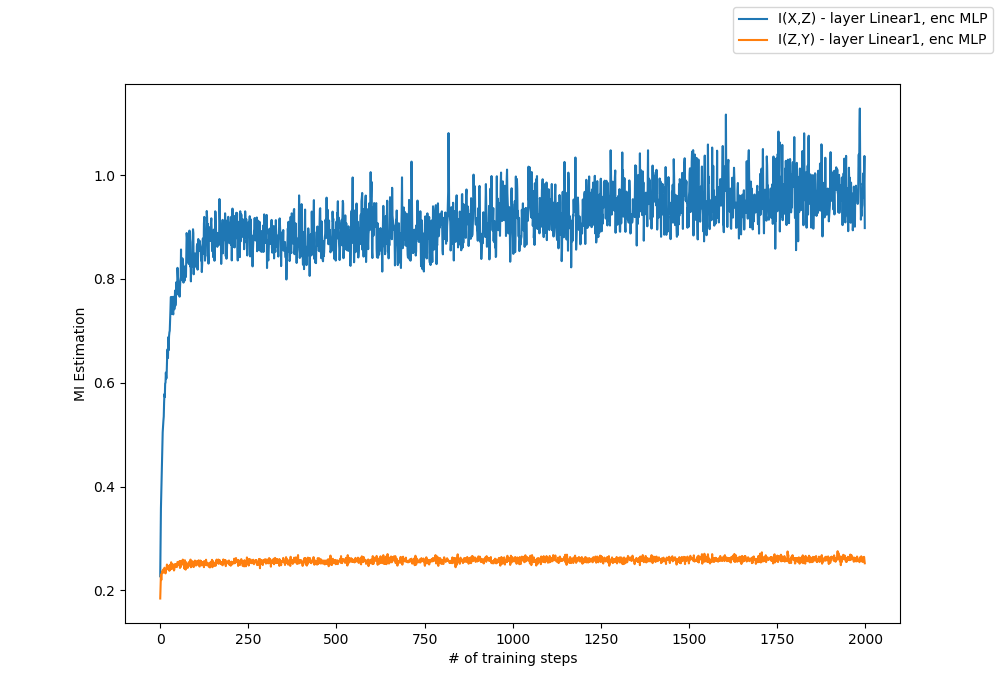 I(X,Z) - layer Linear1, enc MLP
I(Z,Y) - layer Linear1, enc MLP
1.0
0.8
0.6
0.4
0.2
MI Estimation
0 250 500 750 1000 1250 1500 1750 2000
# of training steps